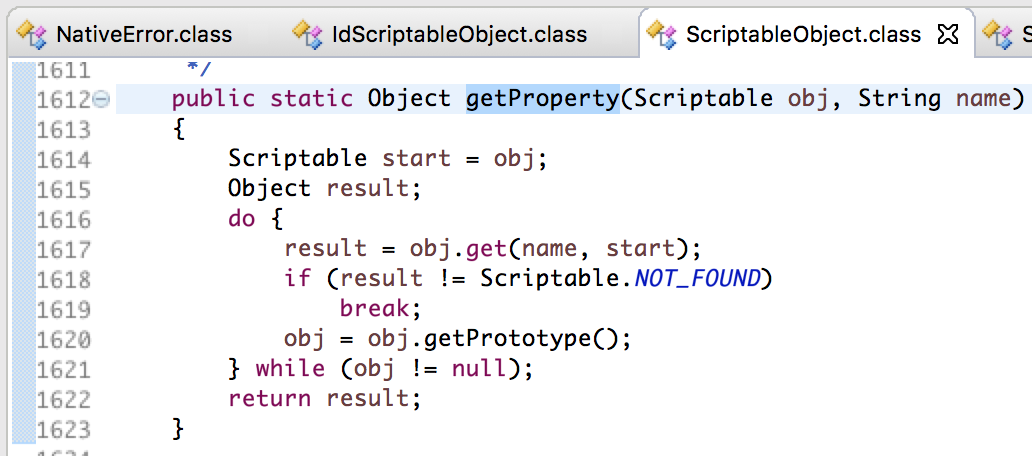 NativeError.class IdScriptableObject.class ScriptableObject.class S
1611 */
1612 public static Object getProperty(Scriptable obj, String name)
1613 {
1614 Scriptable start = obj;
1615 Object result;
1616 do {
1617 result = obj.get(name, start);
1618 if (result != Scriptable.NOT_FOUND)
1619 break;
1620 obj = obj.getPrototype();
1621 } while (obj != null);
1622 return result;
1623 }
1624